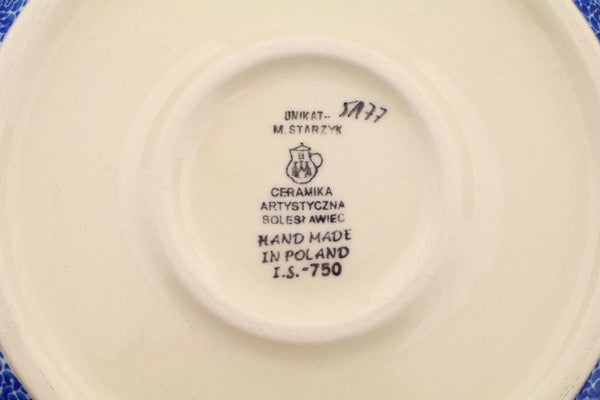 UNIKAT-- 5177
M. STARZYK
CERAMIKA
ARTYSTYCZNA
BOLESŁAWIEC
HAND MADE
IN POLAND
I.S.-750